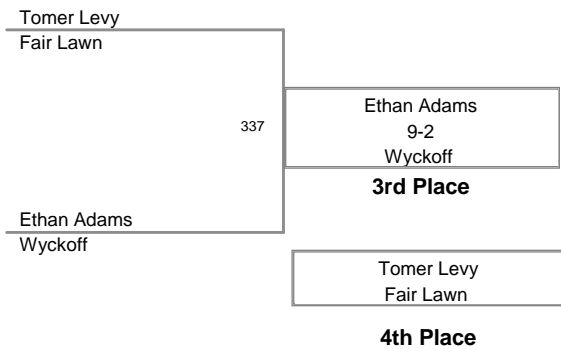 Tomer Levy
Fair Lawn
337
Ethan Adams
9-2
Wyckoff
3rd Place
Ethan Adams
Wyckoff
Tomer Levy
Fair Lawn
4th Place